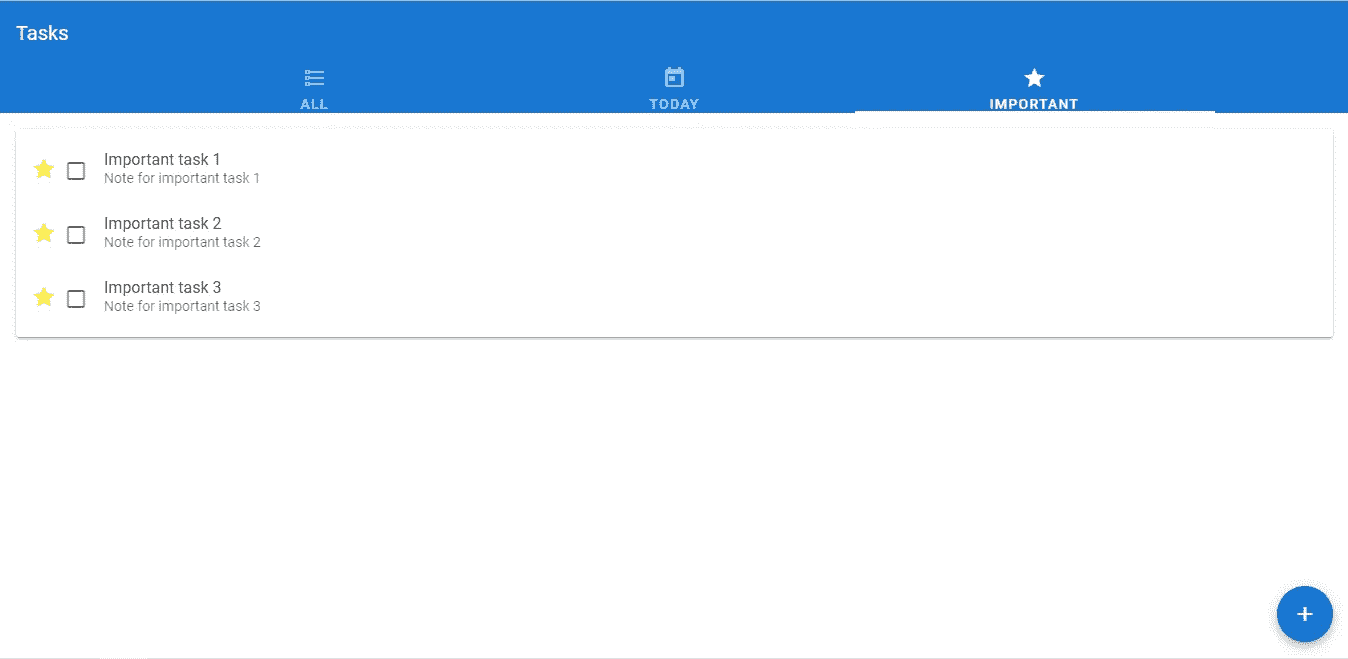 Tasks
ALL
TODAY
IMPORTANT
Important task 1
Note for important task 1
Important task 2
Note for important task 2
Important task 3
Note for important task 3
+